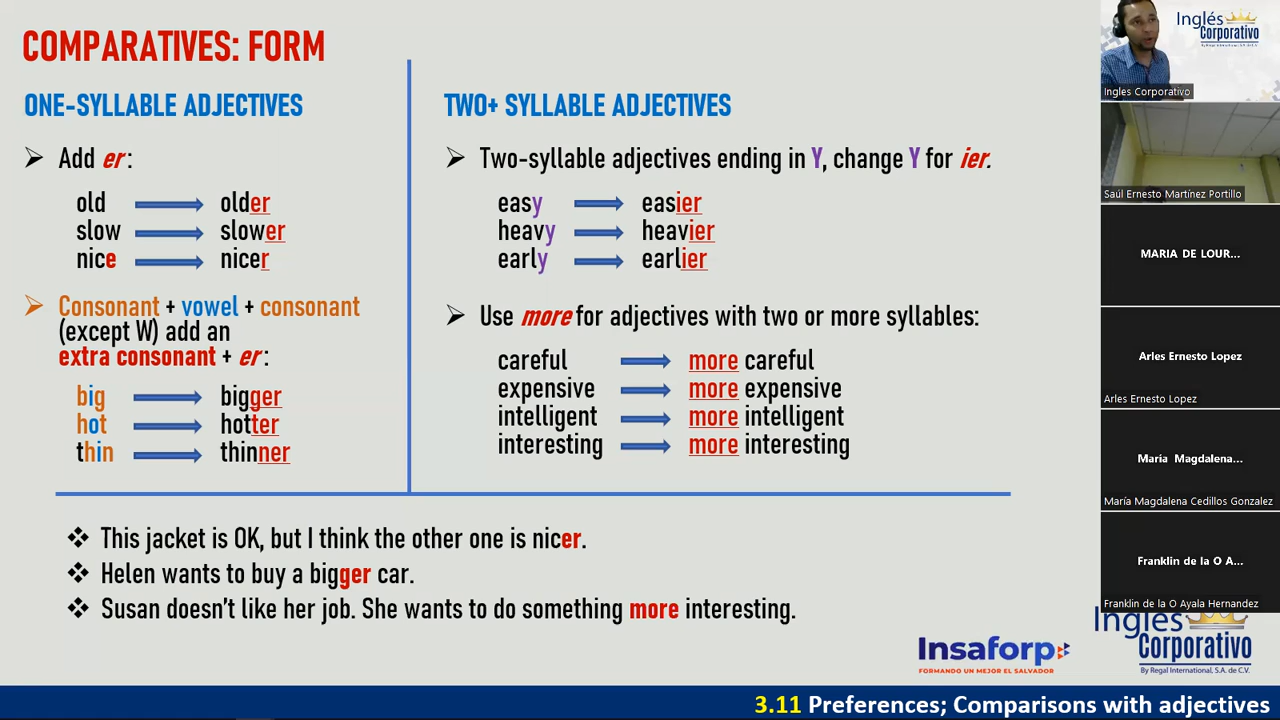 COMPARATIVES: FORM
ONE-SYLLABLE ADJECTIVES
Add er:
old older
slow slower
nice nicer
Consonant + vowel + consonant
(except W) add an
extra consonant + er:
big bigger
hot hotter
thin thinner
TWO+ SYLLABLE ADJECTIVES
Two-syllable adjectives ending in Y, change Y for ier.
easy easier
heavy heavier
early earlier
Use more for adjectives with two or more syllables:
careful more careful
expensive more expensive
intelligent more intelligent
interesting more interesting
This jacket is OK, but I think the other one is nicer.
Helen wants to buy a bigger car.
Susan doesn't like her job. She wants to do something more interesting.
Inglés
Corporativo
By Regal International, S.A. de C.V.
Ingles Corporativo
Saúl Ernesto Martínez Portillo
MARIA DE LOUR...
Arles Ernesto Lopez
Arles Ernesto Lopez
Maria Magdalena...
María Magdalena Cedillos Gonzalez
Franklin de la O A...
Franklin de la O Ayala Hernandez
Insaforp
FORMANDO UN MEJOR EL SALVADOR
Inglés
Corporativo
By Regal International, S.A. de C.V.
3.11 Preferences; Comparisons with adjectives